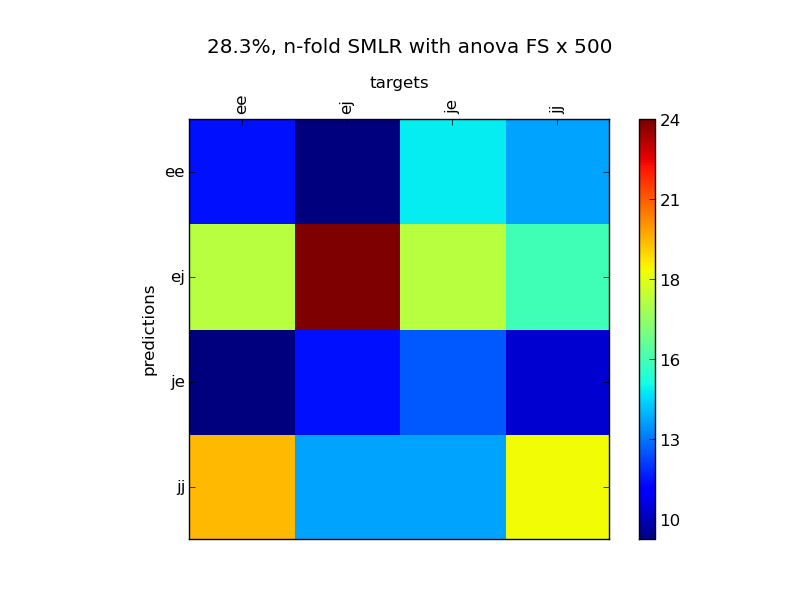 28.3%, n-fold SMLR with anova FS x 500
targets
ee
ej
je
jj
predictions
ee
ej
je
jj
24
21
18
16
13
10